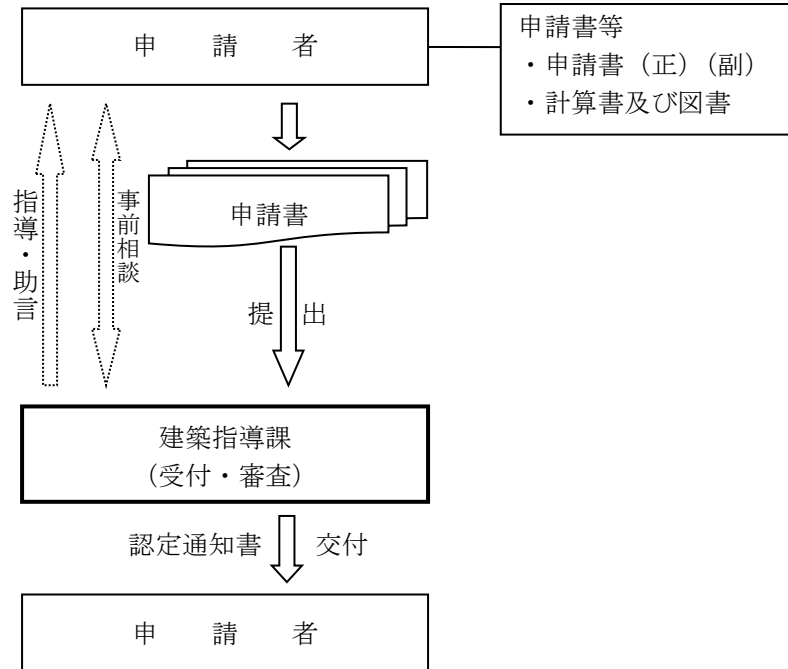 申請者
申請書等
・申請書（正）（副）
・計算書及び図書
指導・助言
事前相談
申請書
提出
建築指導課
（受付・審査）
認定通知書 交付
申請者